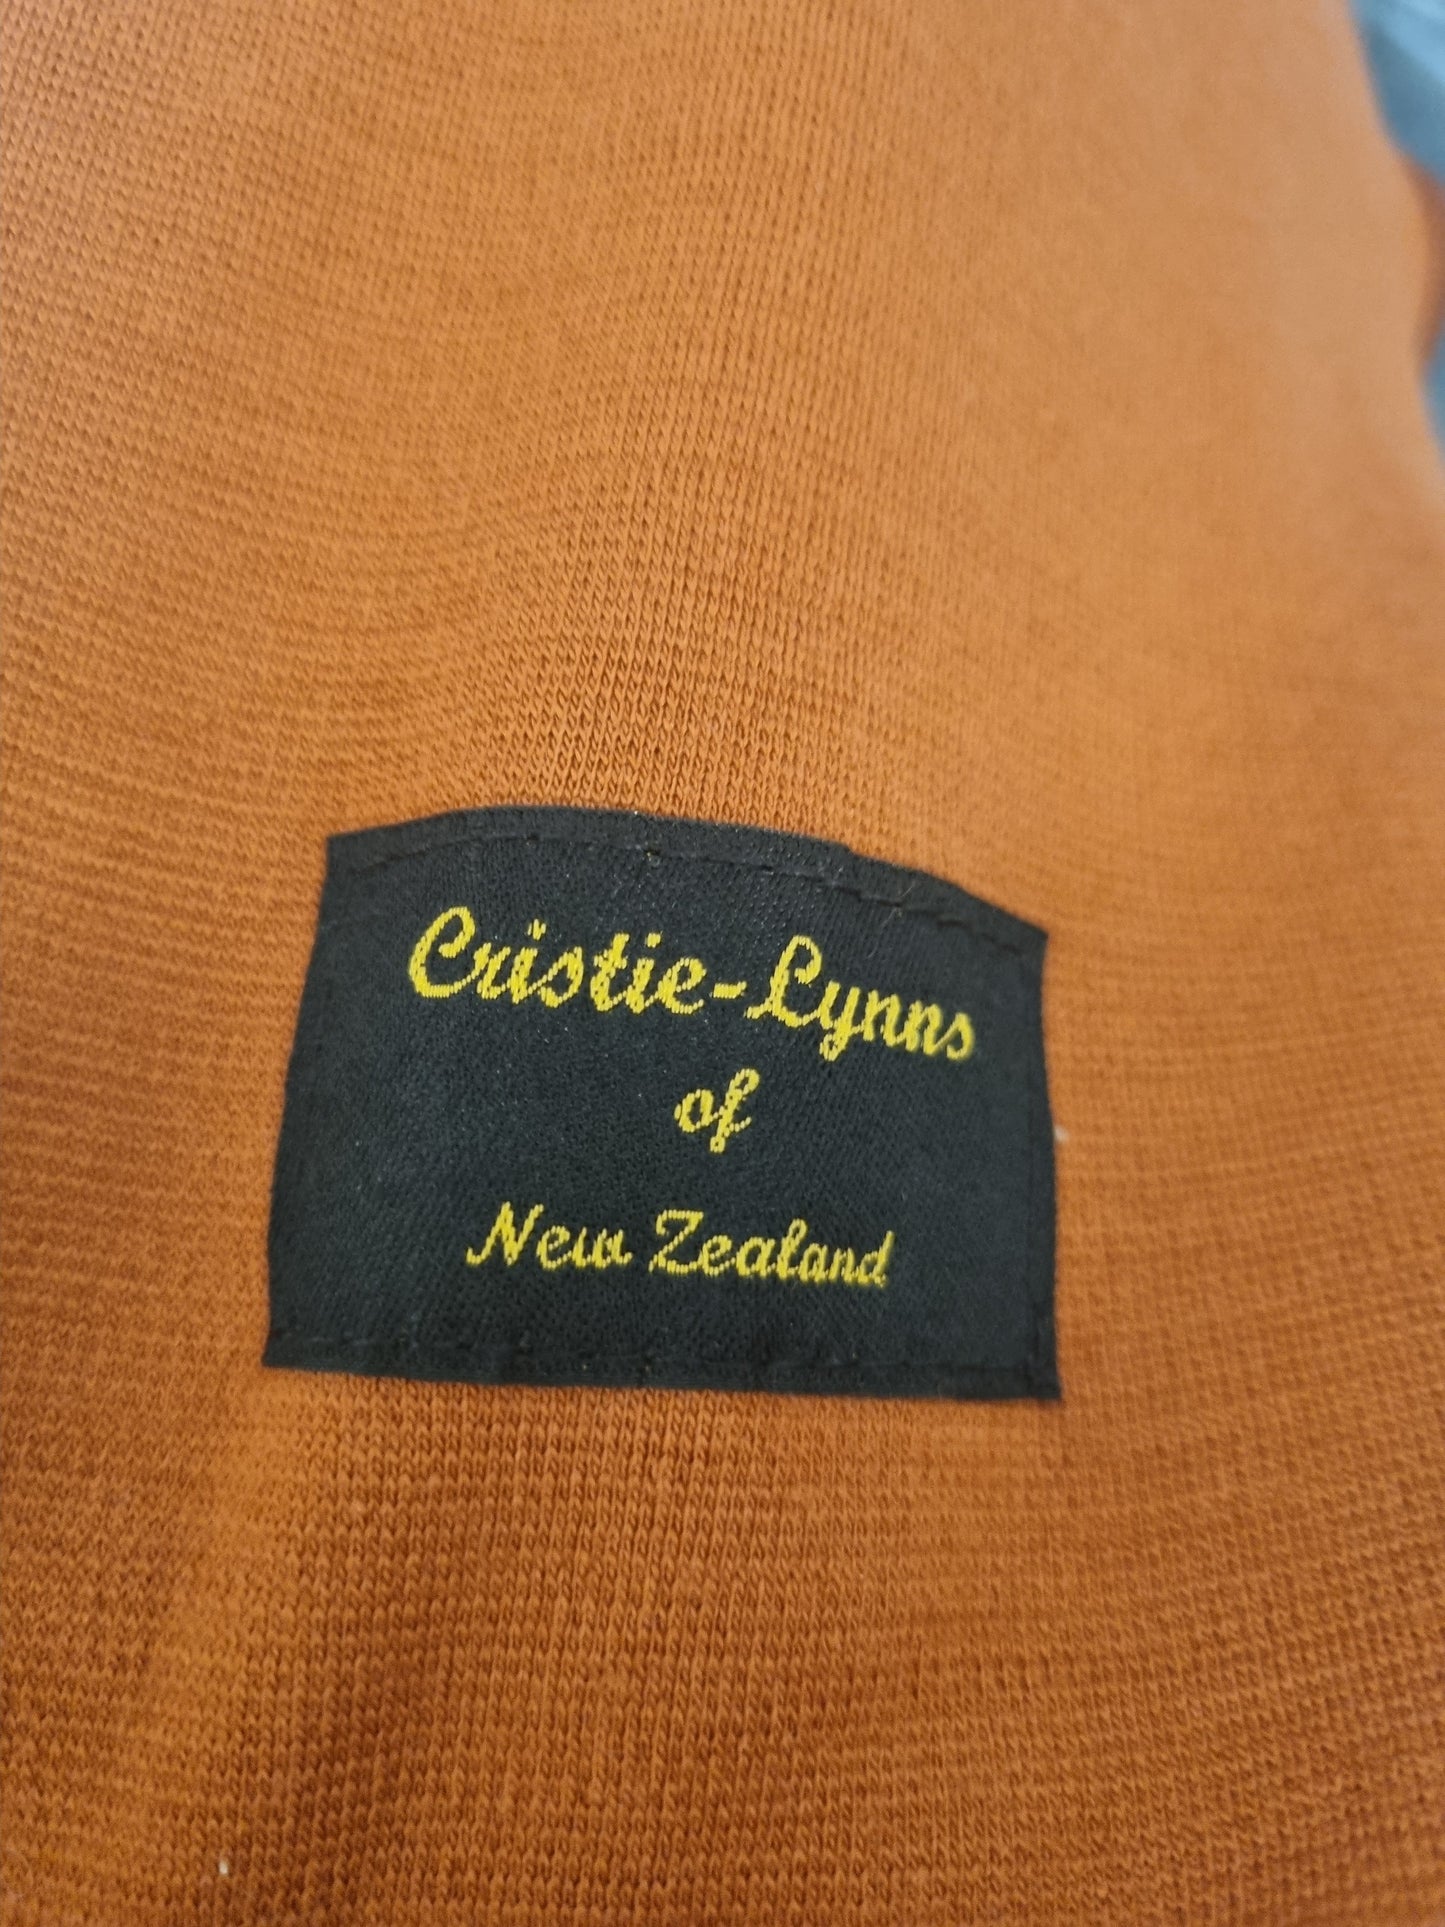 Cristie-Lynns
of
New Zealand